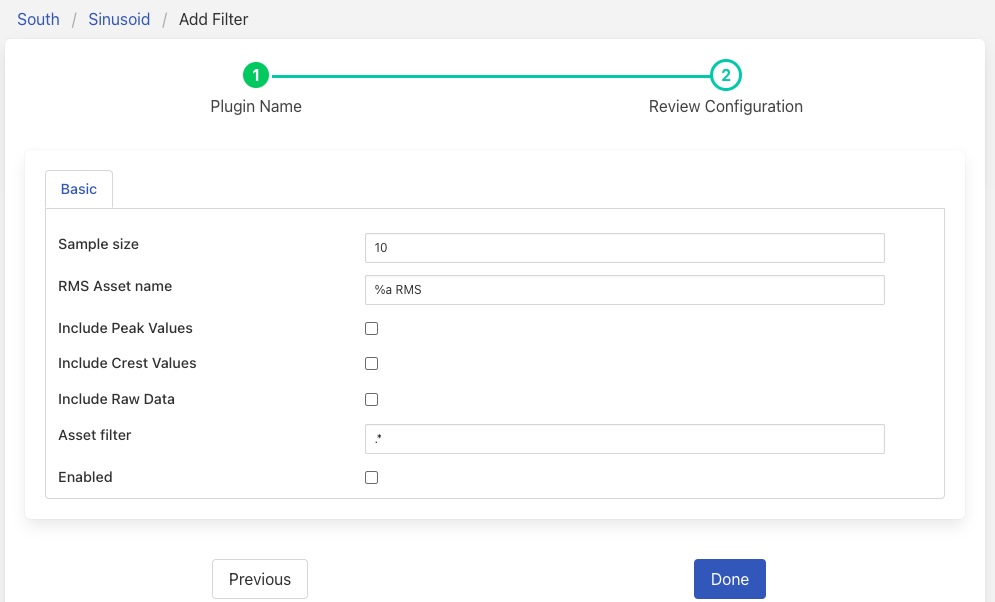 South / Sinusoid / Add Filter
1 2
Plugin Name Review Configuration
Basic
Sample size 10
RMS Asset name %a RMS
Include Peak Values
Include Crest Values
Include Raw Data
Asset filter .*
Enabled
Previous Done